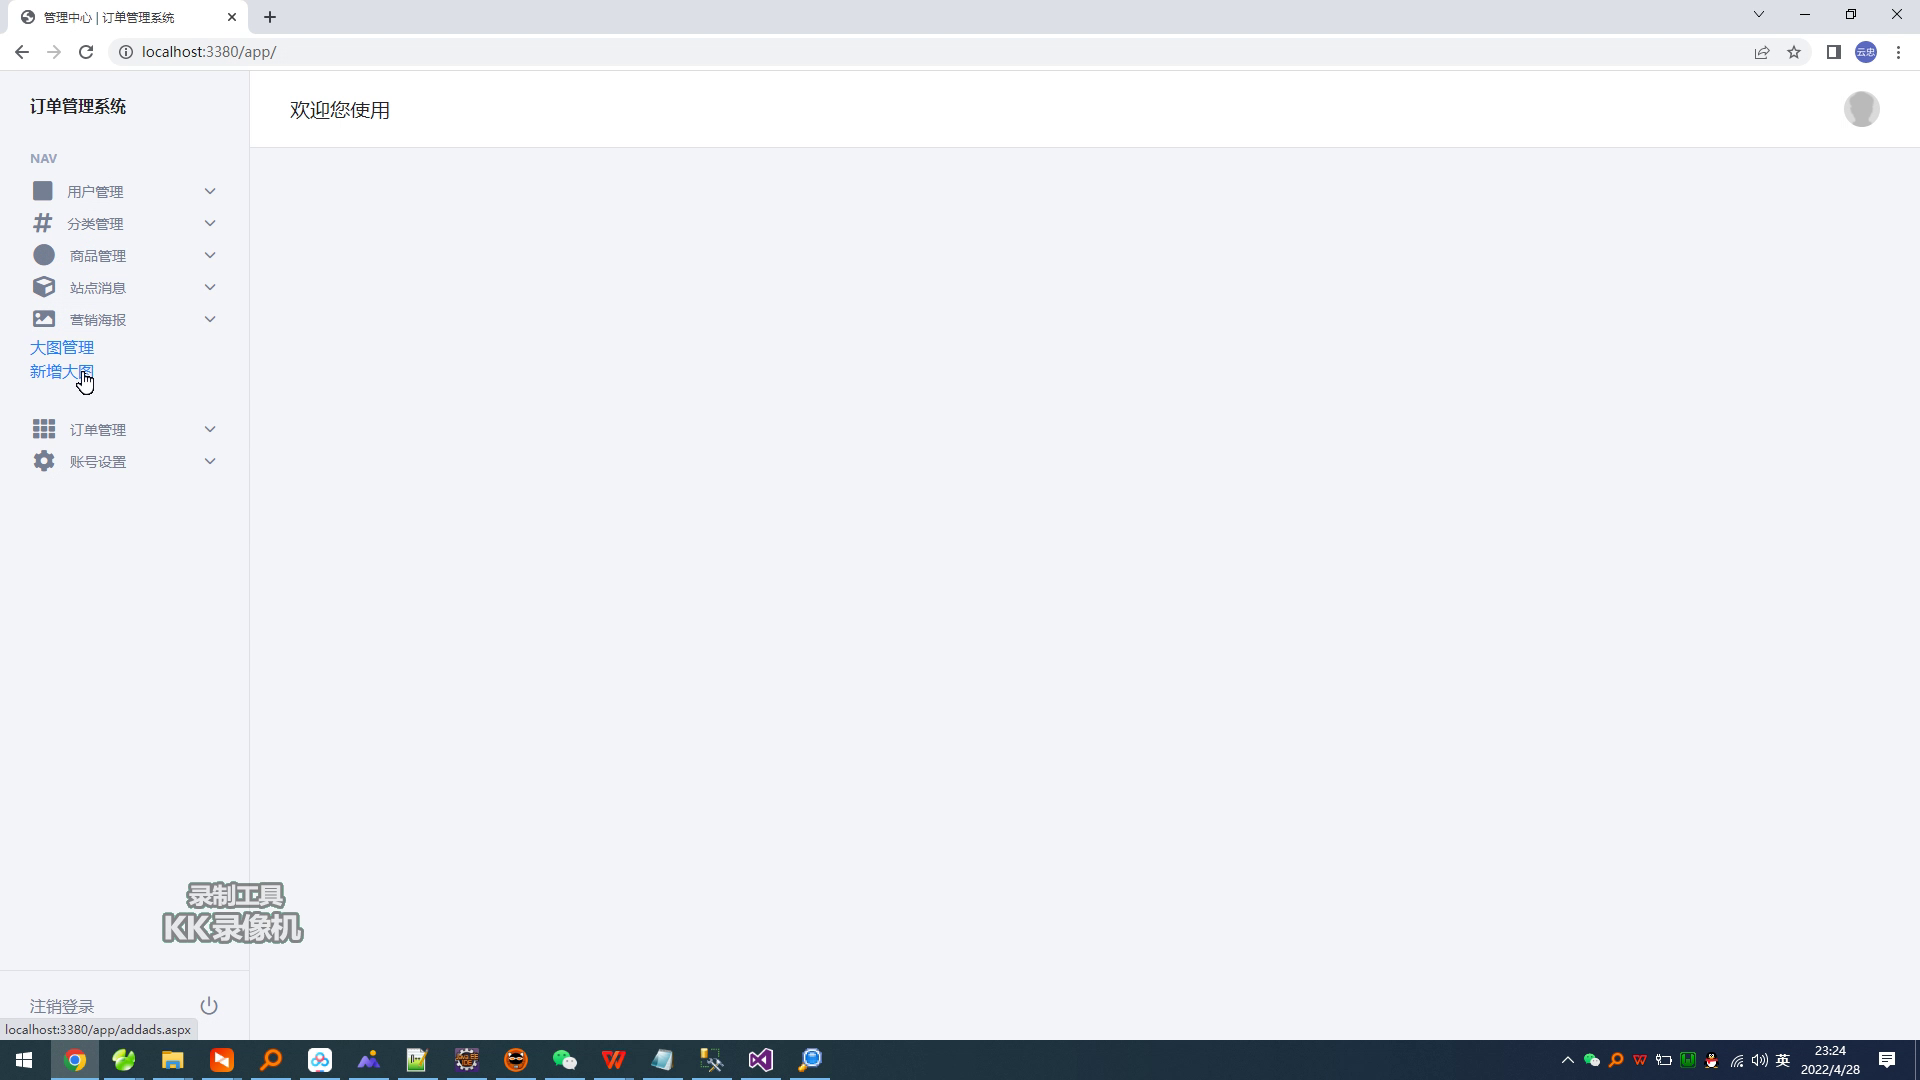 管理中心 | 订单管理系统
localhost:3380/app/
云忠
订单管理系统
欢迎您使用
NAV
用户管理
分类管理
商品管理
站点消息
营销海报
大图管理
新增大图
订单管理
账号设置
录制工具
KK录像机
注销登录
localhost:3380/app/addads.aspx
英
23:24
2022/4/28